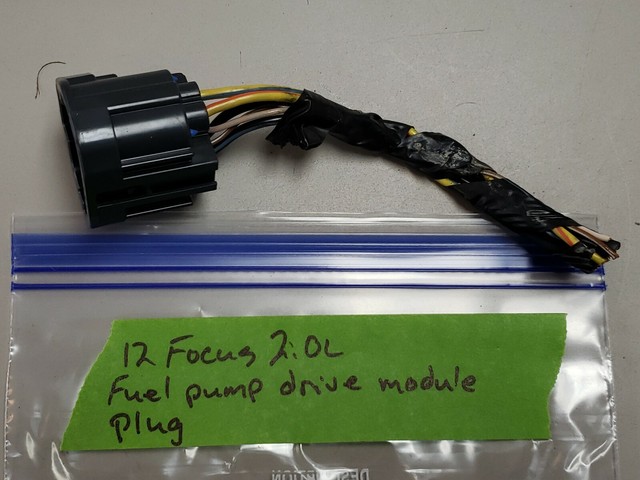 12 Focus 2.0L
Fuel pump drive module
plug